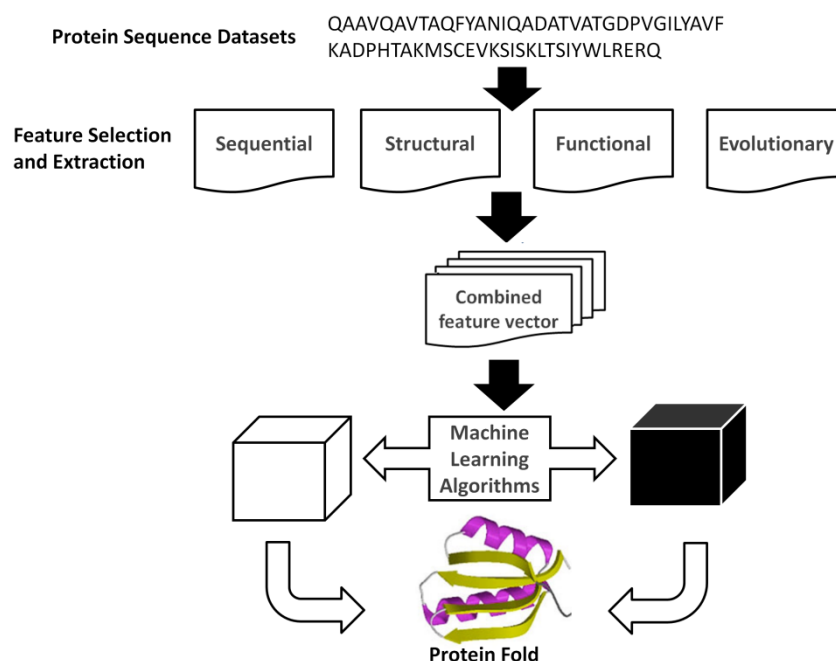 Protein Sequence Datasets
QAAVQAVTAQFYANIQADATVATGDPVGILYAVF
KADPHTAKMSCEVKSISKLTSIYWLRERQ
Feature Selection
and Extraction
Sequential
Structural
Functional
Evolutionary
Combined
feature vector
Machine
Learning
Algorithms
Protein Fold